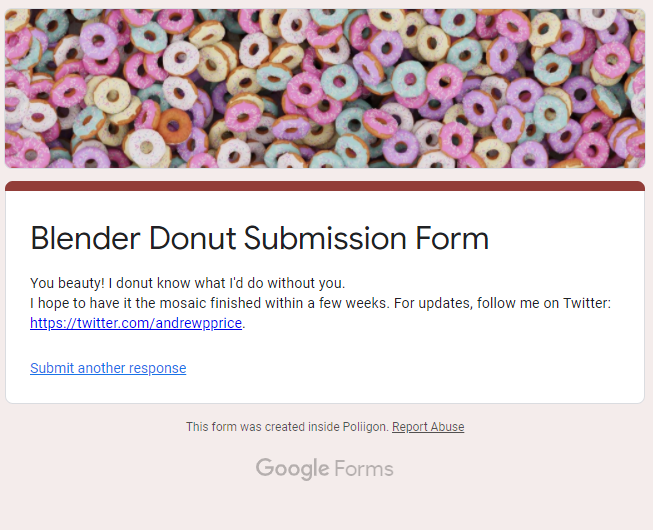 Blender Donut Submission Form
You beauty! I donut know what I'd do without you.
I hope to have it the mosaic finished within a few weeks. For updates, follow me on Twitter:
https://twitter.com/andrewpprice.
Submit another response
This form was created inside Poliigon. Report Abuse
Google Forms